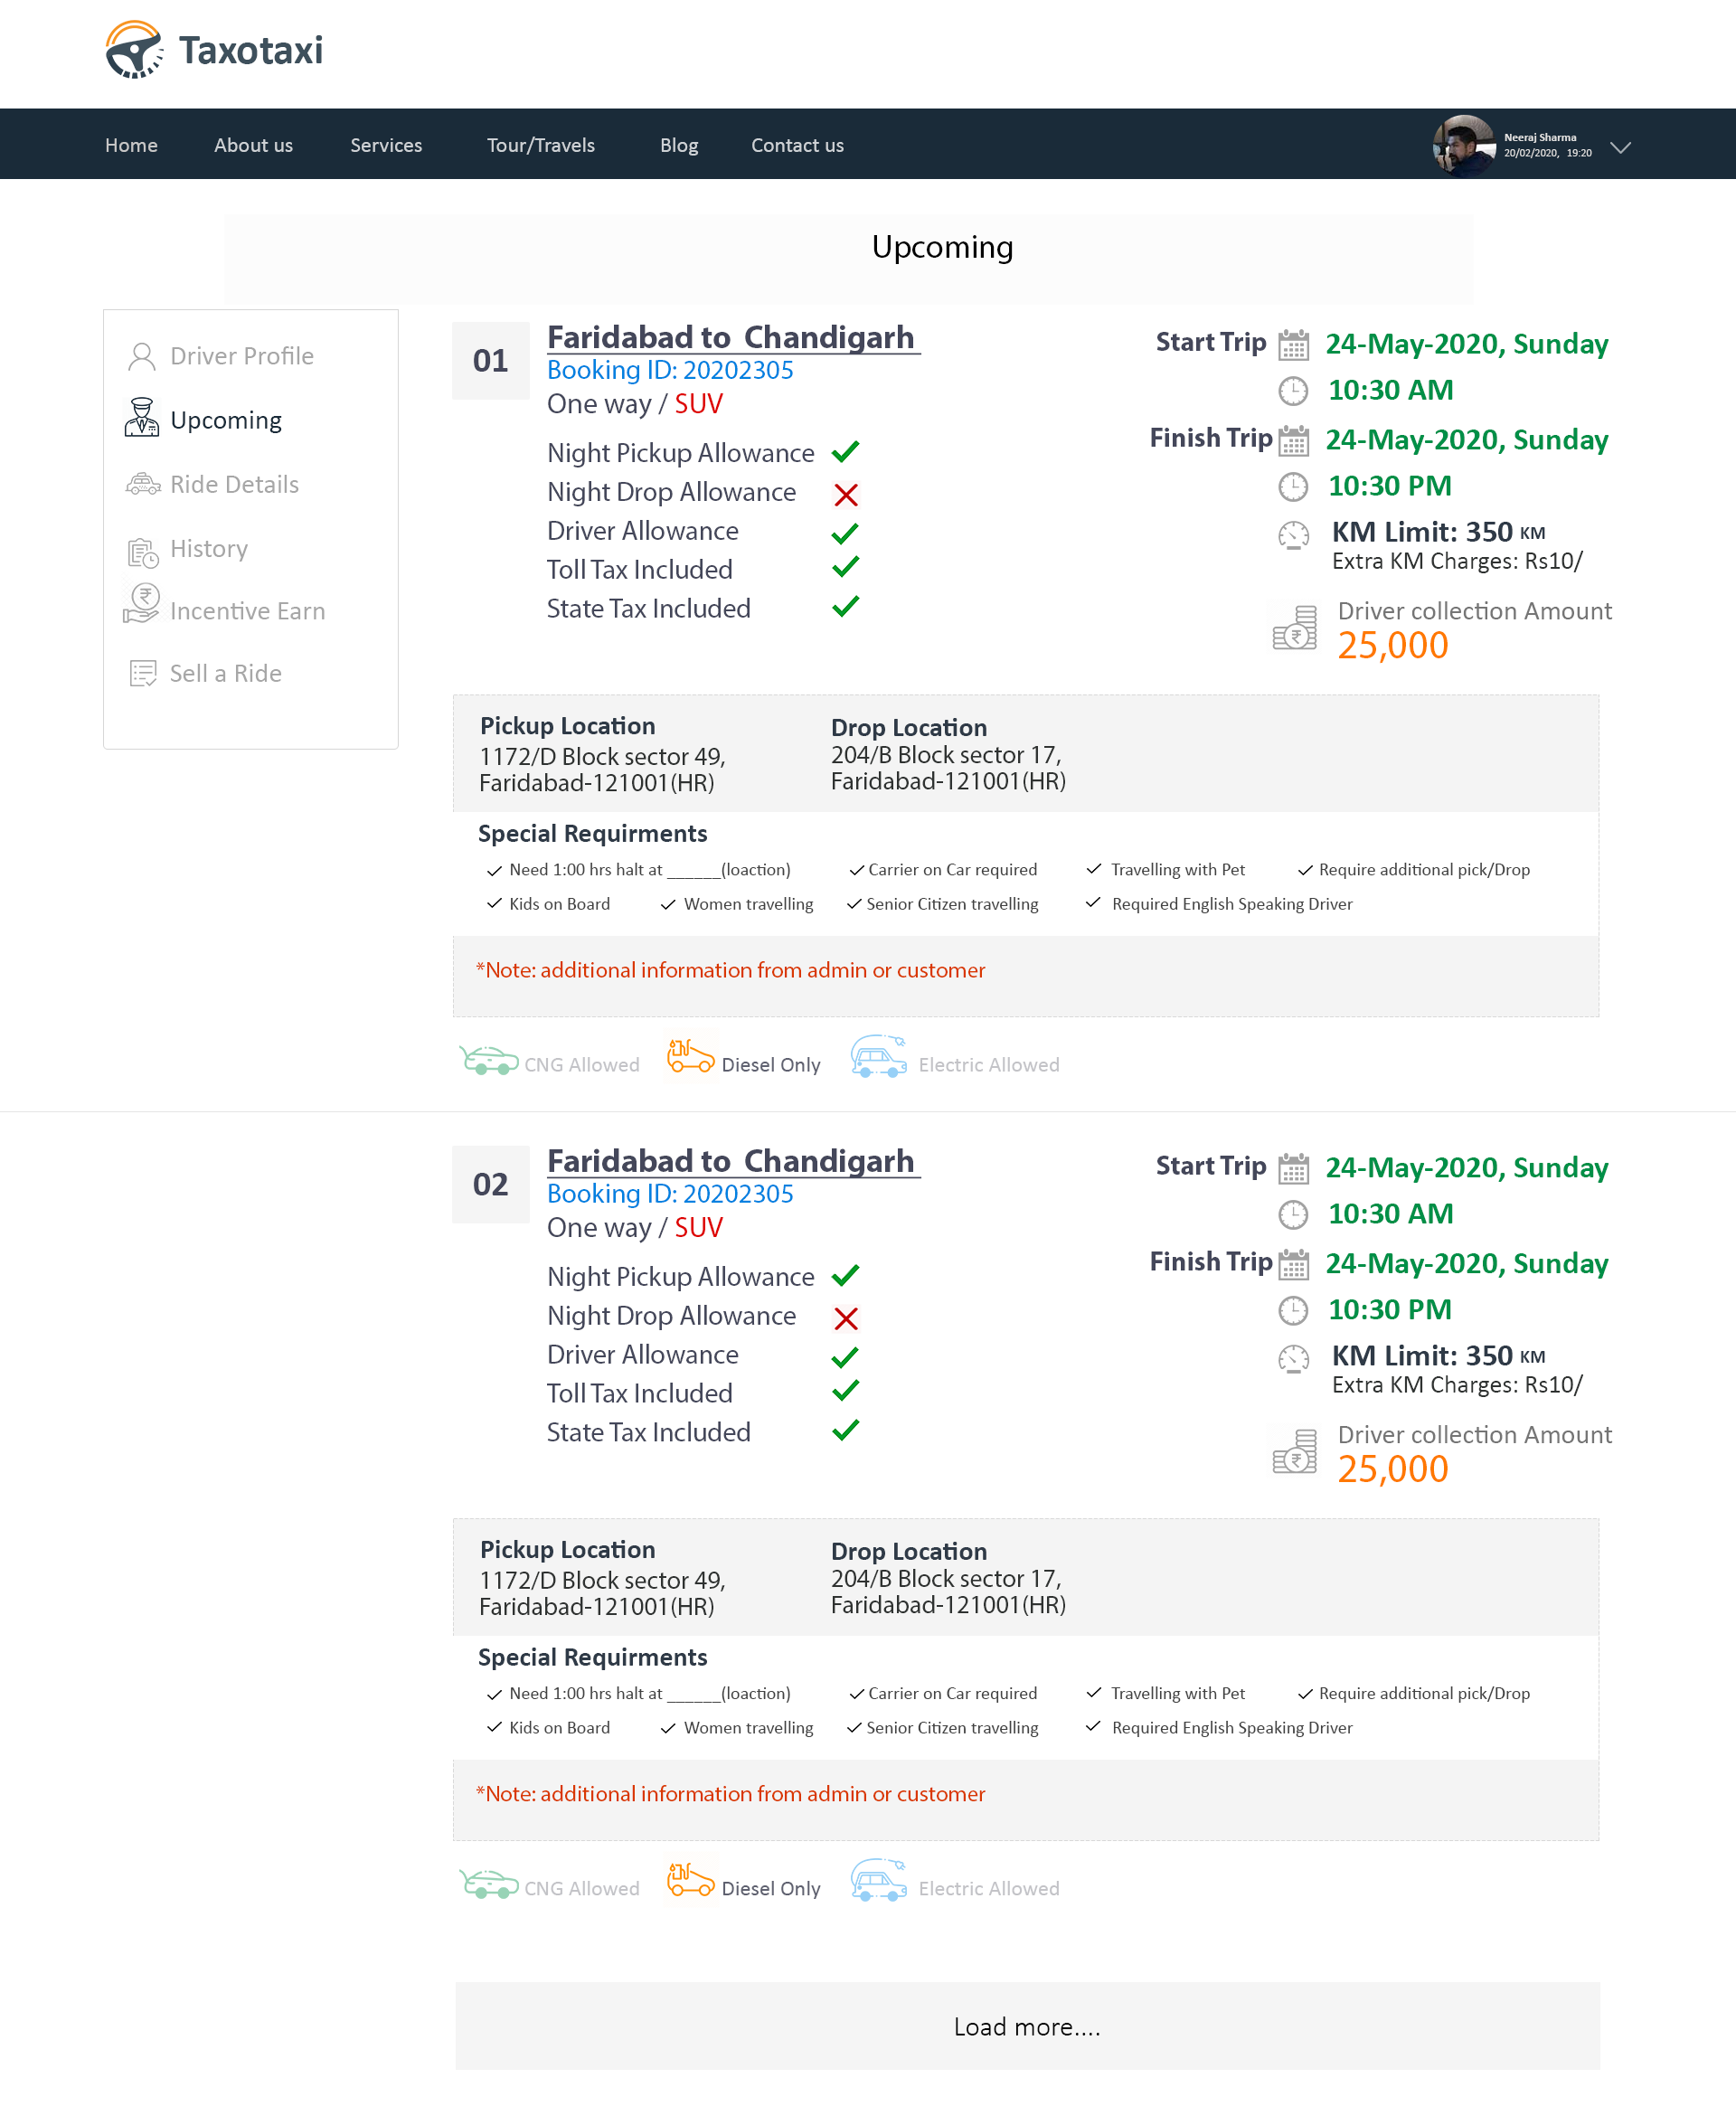 Taxotaxi
Home About us Services Tour/Travels Blog Contact us
Neeraj Sharma
20/02/2020, 19:20
Upcoming
Driver Profile
Upcoming
Ride Details
History
Incentive Earn
Sell a Ride
01
Faridabad to Chandigarh
Booking ID: 20202305
One way / SUV
Night Pickup Allowance
Night Drop Allowance
Driver Allowance
Toll Tax Included
State Tax Included
Start Trip 24-May-2020, Sunday
10:30 AM
Finish Trip 24-May-2020, Sunday
10:30 PM
KM Limit: 350 KM
Extra KM Charges: Rs10/
Driver collection Amount
25,000
Pickup Location
1172/D Block sector 49,
Faridabad-121001(HR)
Drop Location
204/B Block sector 17,
Faridabad-121001(HR)
Special Requirments
Need 1:00 hrs halt at ______(loaction) Carrier on Car required Travelling with Pet Require additional pick/Drop
Kids on Board Women travelling Senior Citizen travelling Required English Speaking Driver
*Note: additional information from admin or customer
CNG Allowed Diesel Only Electric Allowed
02
Faridabad to Chandigarh
Booking ID: 20202305
One way / SUV
Night Pickup Allowance
Night Drop Allowance
Driver Allowance
Toll Tax Included
State Tax Included
Start Trip 24-May-2020, Sunday
10:30 AM
Finish Trip 24-May-2020, Sunday
10:30 PM
KM Limit: 350 KM
Extra KM Charges: Rs10/
Driver collection Amount
25,000
Pickup Location
1172/D Block sector 49,
Faridabad-121001(HR)
Drop Location
204/B Block sector 17,
Faridabad-121001(HR)
Special Requirments
Need 1:00 hrs halt at ______(loaction) Carrier on Car required Travelling with Pet Require additional pick/Drop
Kids on Board Women travelling Senior Citizen travelling Required English Speaking Driver
*Note: additional information from admin or customer
CNG Allowed Diesel Only Electric Allowed
Load more....